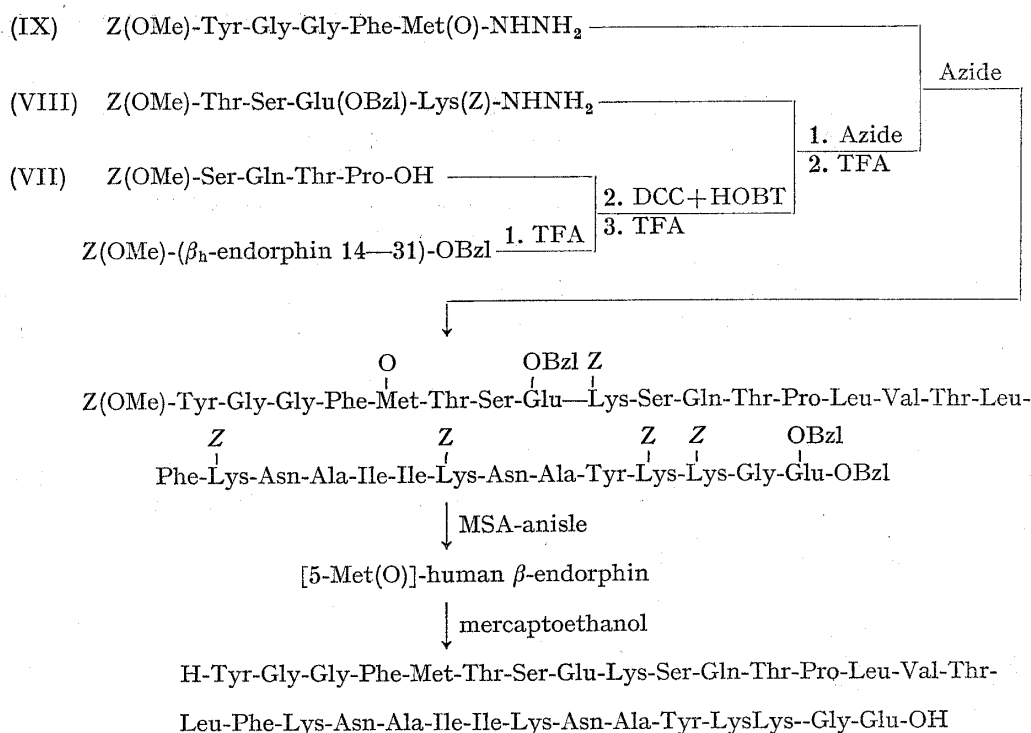 (IX) Z(OMe)-Tyr-Gly-Gly-Phe-Met(O)-NHNH₂
Azide
(VIII) Z(OMe)-Thr-Ser-Glu(OBzl)-Lys(Z)-NHNH₂
1. Azide
2. TFA
(VII) Z(OMe)-Ser-Gln-Thr-Pro-OH
2. DCC+HOBT
3. TFA
1. TFA
Z(OMe)-(βₕ-endorphin 14—31)-OBzl
O OBzl Z
Z(OMe)-Tyr-Gly-Gly-Phe-Met-Thr-Ser-Glu—Lys-Ser-Gln-Thr-Pro-Leu-Val-Thr-Leu-
Z Z Z Z OBzl
Phe-Lys-Asn-Ala-Ile-Ile-Lys-Asn-Ala-Tyr-Lys-Lys-Gly-Glu-OBzl
MSA-anisle
[5-Met(O)]-human β-endorphin
mercaptoethanol
H-Tyr-Gly-Gly-Phe-Met-Thr-Ser-Glu-Lys-Ser-Gln-Thr-Pro-Leu-Val-Thr-
Leu-Phe-Lys-Asn-Ala-Ile-Ile-Lys-Asn-Ala-Tyr-LysLys--Gly-Glu-OH